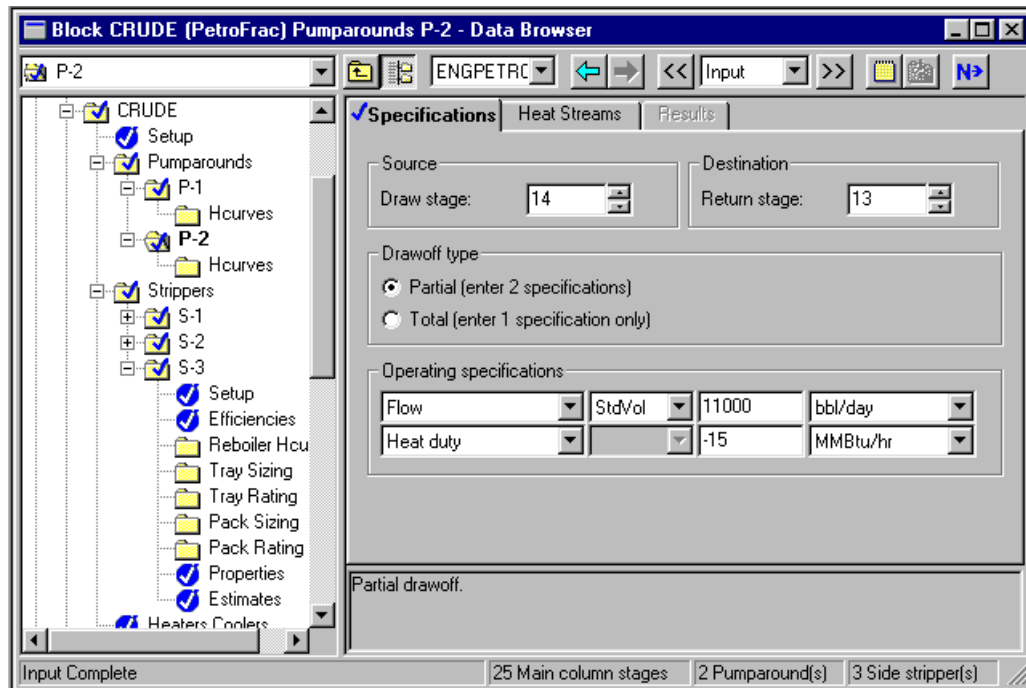 Block CRUDE (PetroFrac) Pumparounds P-2 - Data Browser
P-2
ENGPETRO
<<
Input
>>
N
CRUDE
Setup
Pumparounds
P-1
Hcurves
P-2
Hcurves
Strippers
S-1
S-2
S-3
Setup
Efficiencies
Reboiler Hcu
Tray Sizing
Tray Rating
Pack Sizing
Pack Rating
Properties
Estimates
Heaters Coolers
Specifications
Heat Streams
Results
Source
Draw stage: 14
Destination
Return stage: 13
Drawoff type
Partial (enter 2 specifications)
Total (enter 1 specification only)
Operating specifications
Flow StdVol 11000 bbl/day
Heat duty -15 MMBtu/hr
Partial drawoff.
Input Complete
25 Main column stages
2 Pumparound(s)
3 Side stripper(s)